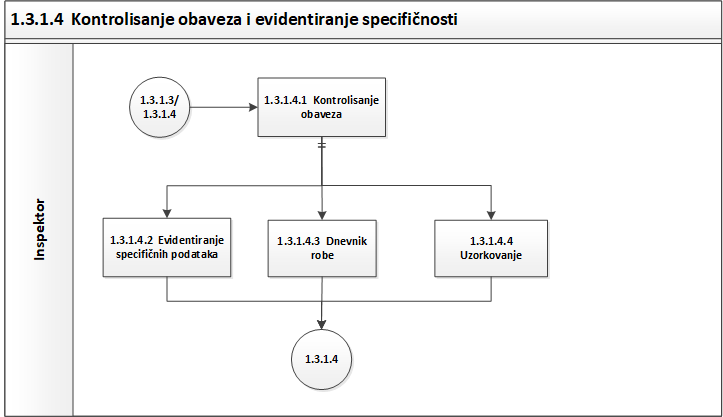 1.3.1.4 Kontrolisanje obaveza i evidentiranje specifičnosti
Inspektor
1.3.1.3/
1.3.1.4
1.3.1.4.1 Kontrolisanje
obaveza
1.3.1.4.2 Evidentiranje
specifičnih podataka
1.3.1.4.3 Dnevnik
robe
1.3.1.4.4
Uzorkovanje
1.3.1.4